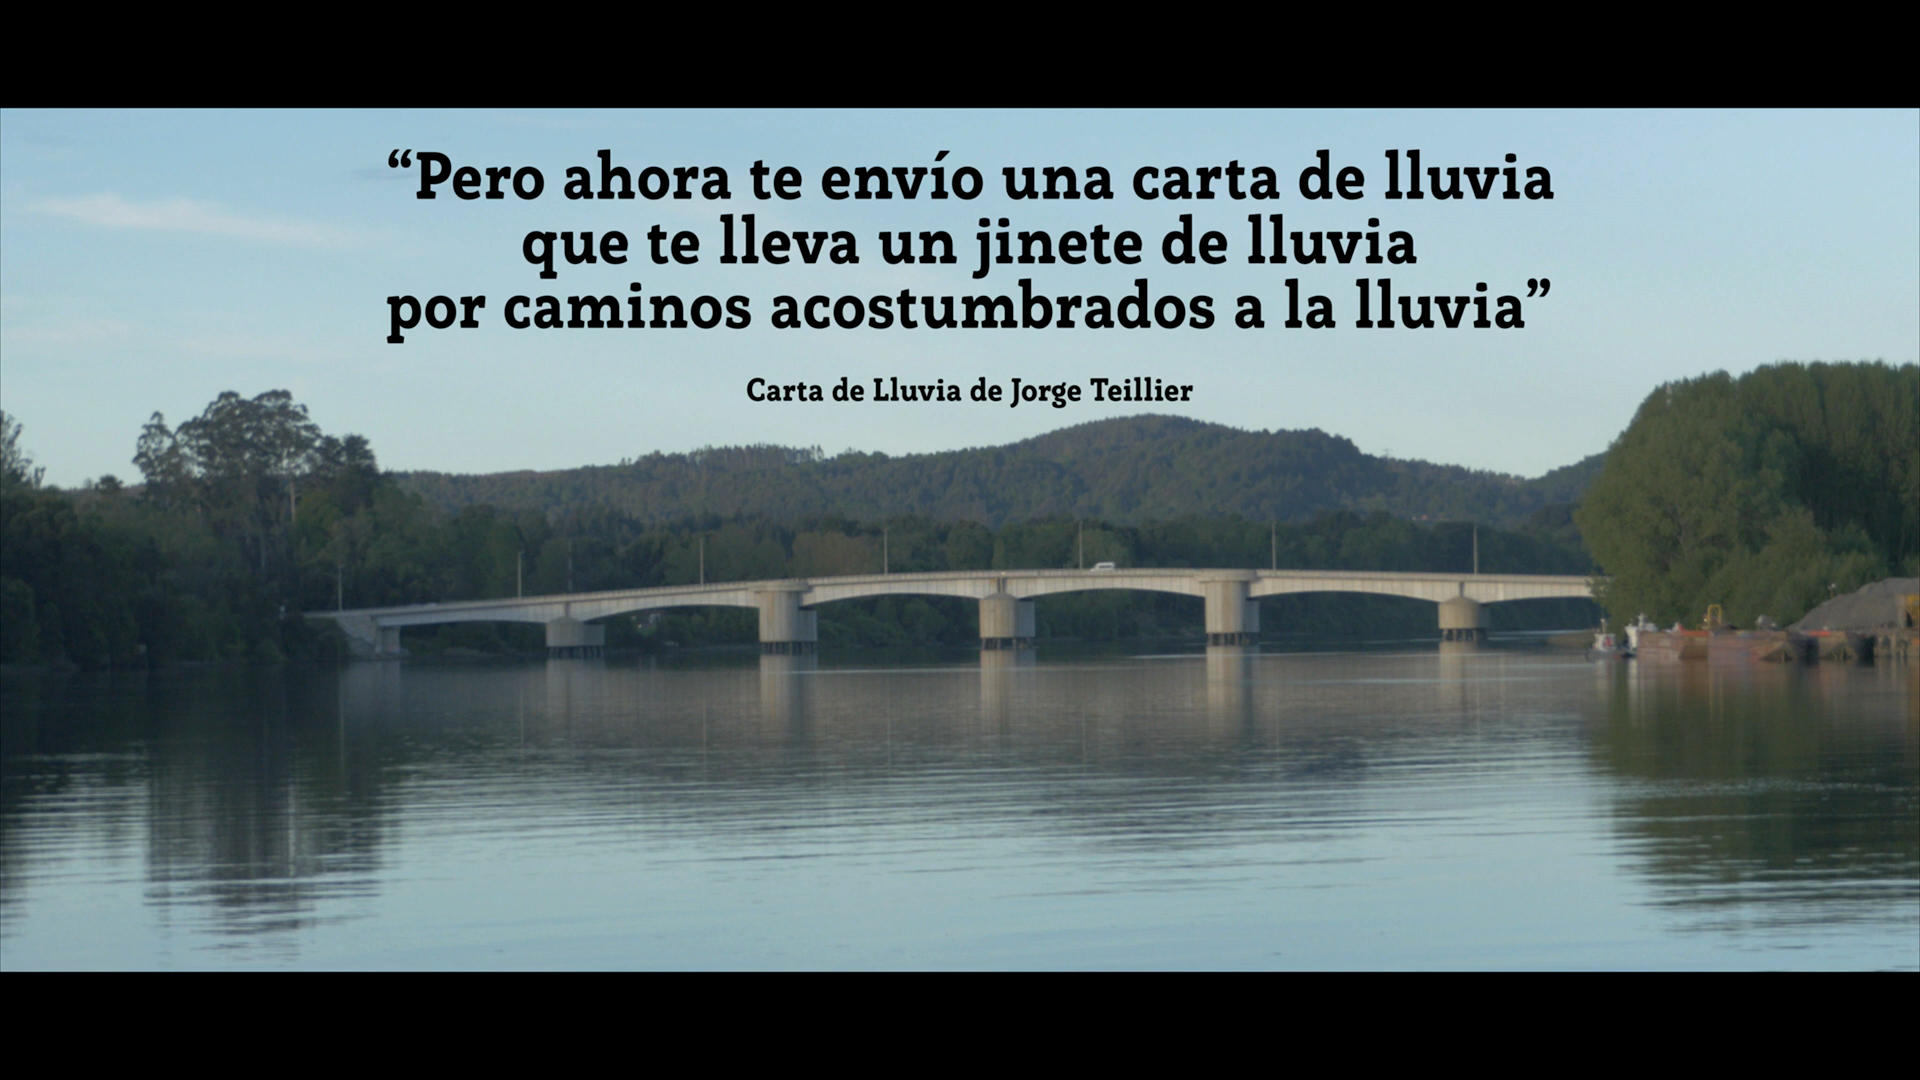 “Pero ahora te envío una carta de lluvia
que te lleva un jinete de lluvia
por caminos acostumbrados a la lluvia”
Carta de Lluvia de Jorge Teillier